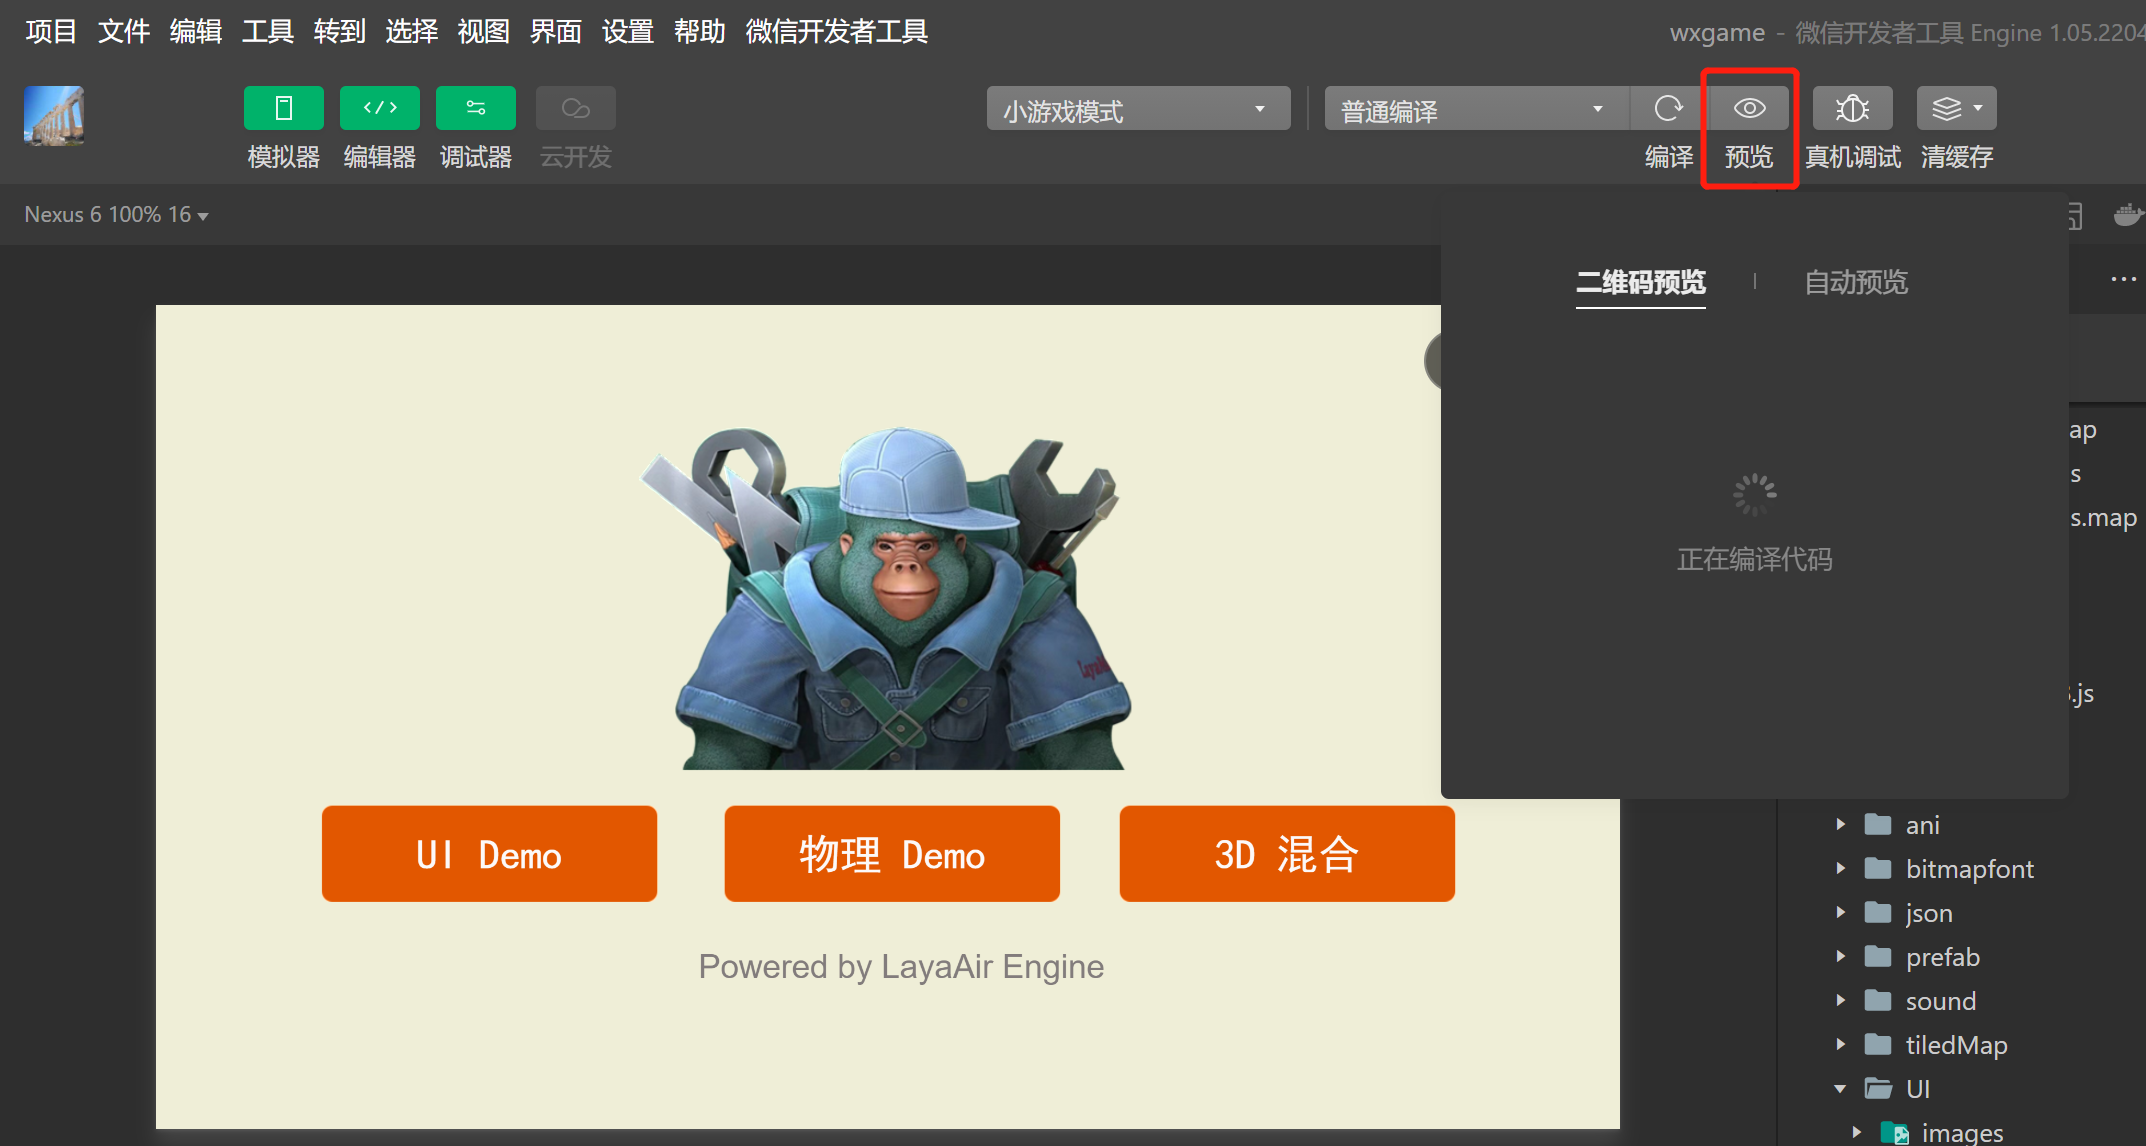 项目 文件 编辑 工具 转到 选择 视图 界面 设置 帮助 微信开发者工具
wxgame - 微信开发者工具 Engine 1.05.2204
小游戏模式
普通编译
模拟器 编辑器 调试器 云开发
编译 预览 真机调试 清缓存
Nexus 6 100% 16
二维码预览
自动预览
ap
s
s.map
正在编译代码
.js
UI Demo
物理 Demo
3D 混合
Powered by LayaAir Engine
ani
bitmapfont
json
prefab
sound
tiledMap
UI
images